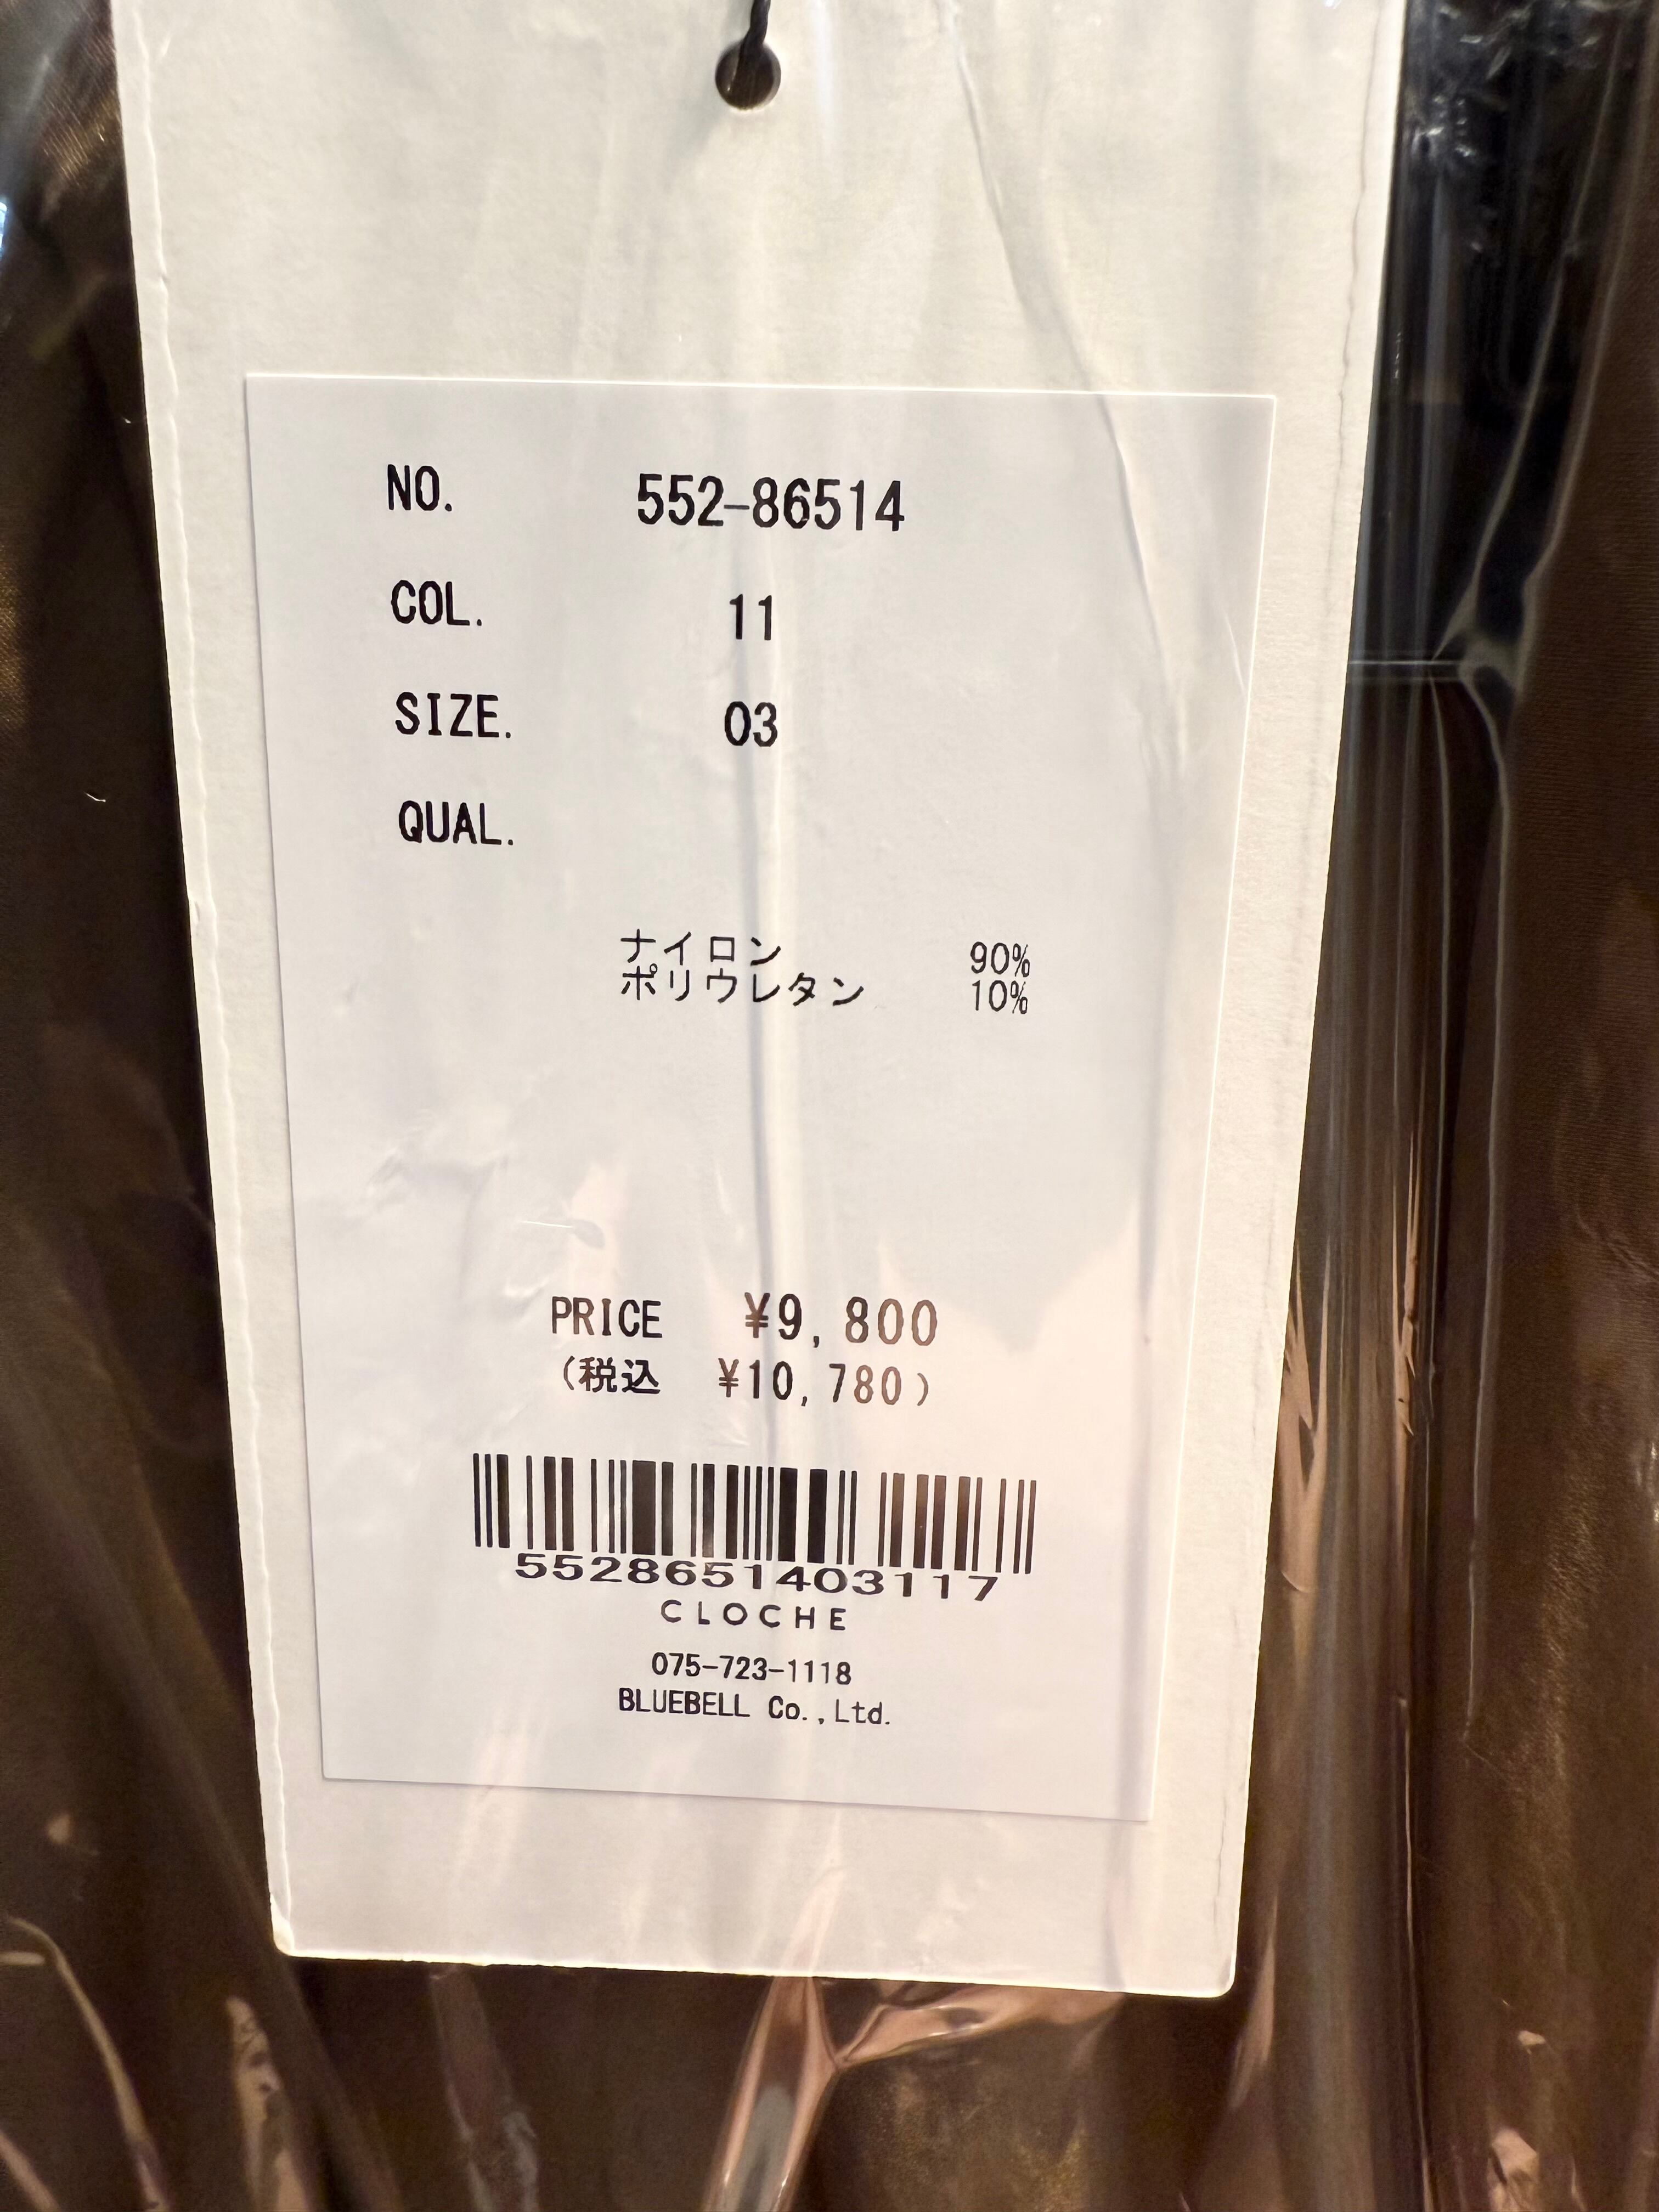 NO. 552-86514
COL. 11
SIZE. 03
QUAL.
ナイロン 90%
ポリウレタン 10%
PRICE ¥9,800
(税込 ¥10,780)
5528651403117
CLOCHE
075-723-1118
BLUEBELL Co.,Ltd.